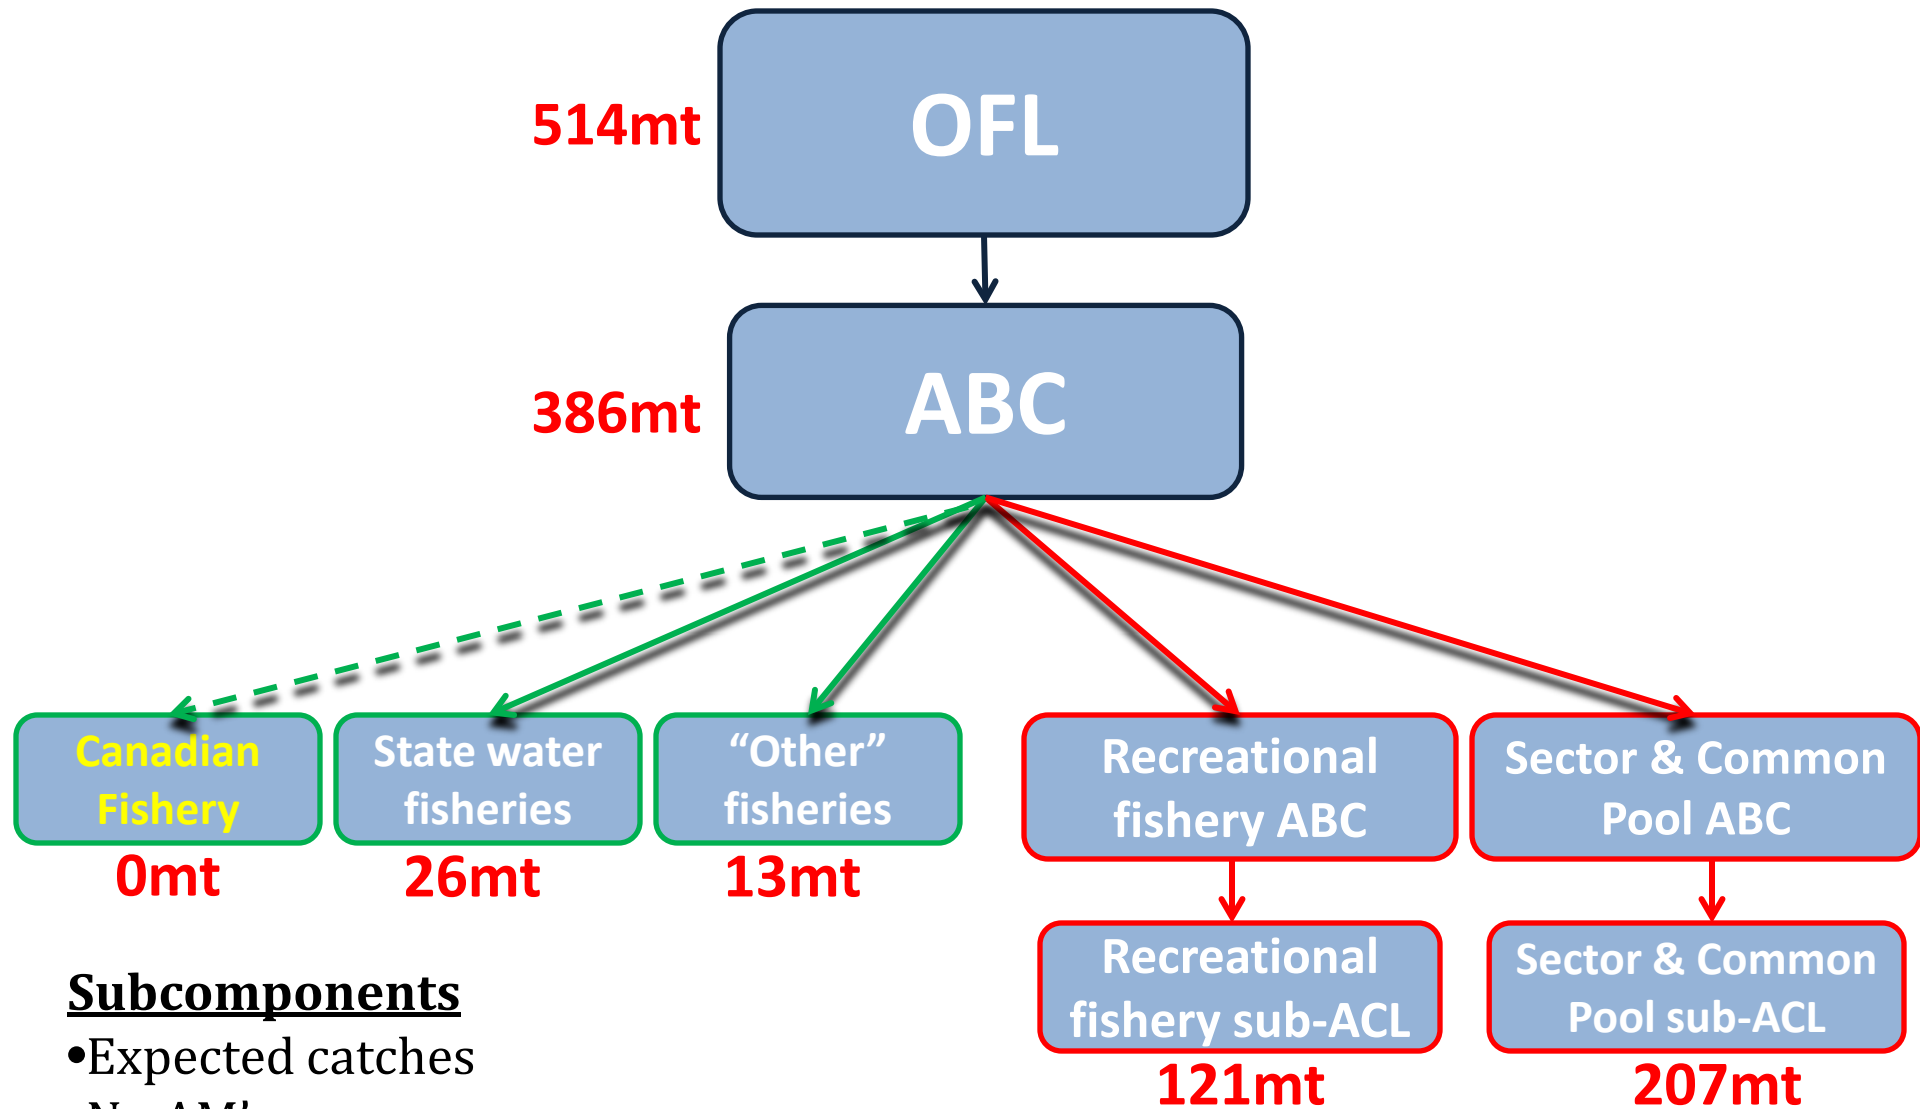 OFL
514mt
ABC
386mt
Canadian
Fishery
0mt
State water
fisheries
26mt
“Other”
fisheries
13mt
Recreational
fishery ABC
Sector & Common
Pool ABC
Recreational
fishery sub-ACL
121mt
Sector & Common
Pool sub-ACL
207mt
Subcomponents
•Expected catches